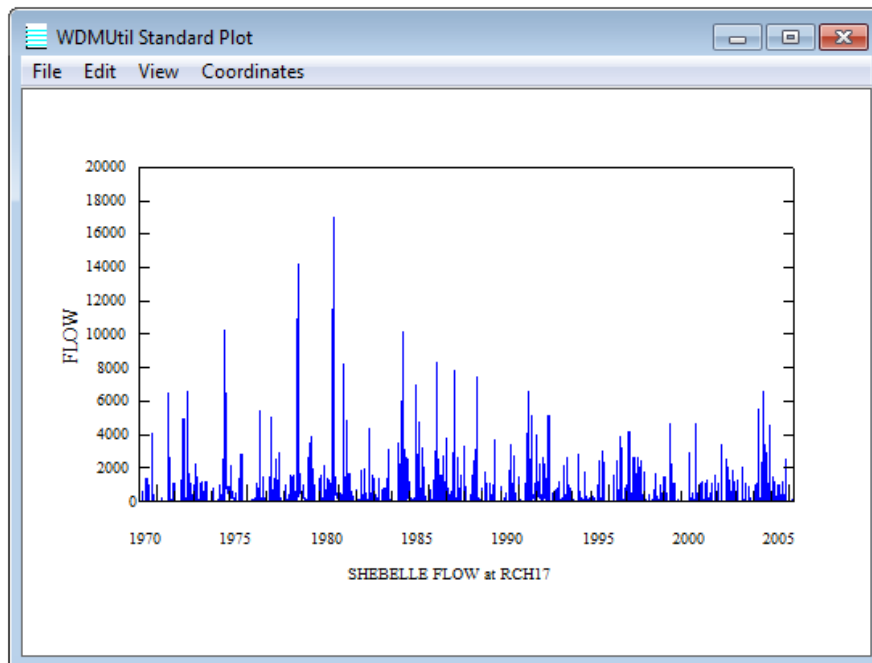 WDMUtil Standard Plot
File Edit View Coordinates
20000
18000
16000
14000
12000
10000
8000
6000
4000
2000
0
FLOW
1970 1975 1980 1985 1990 1995 2000 2005
SHEBELLE FLOW at RCH17